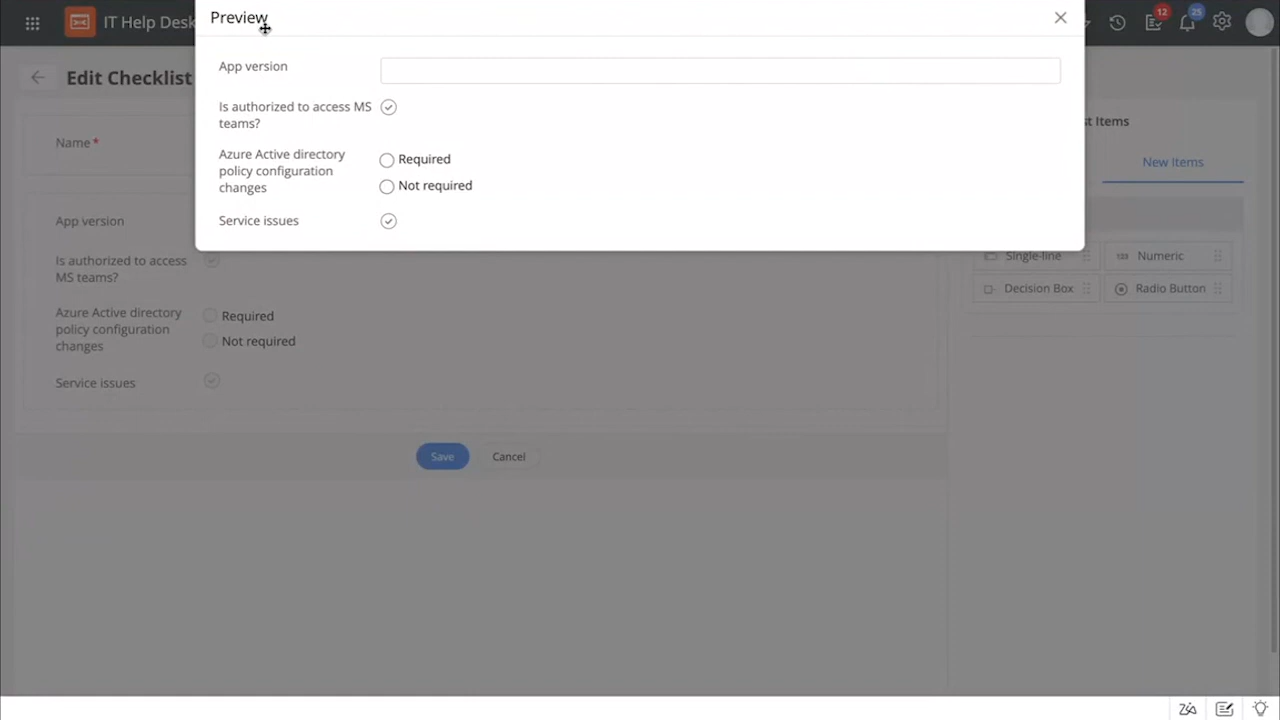 IT Help Desk
12
25
Preview
App version
Is authorized to access MS
teams?
Azure Active directory
policy configuration
changes
Required
Not required
Service issues
Edit Checklist
Name *
App version
Is authorized to access
MS teams?
Azure Active directory
policy configuration
changes
Required
Not required
Service issues
Save
Cancel
st Items
New Items
Single-line
123 Numeric
Decision Box
Radio Button